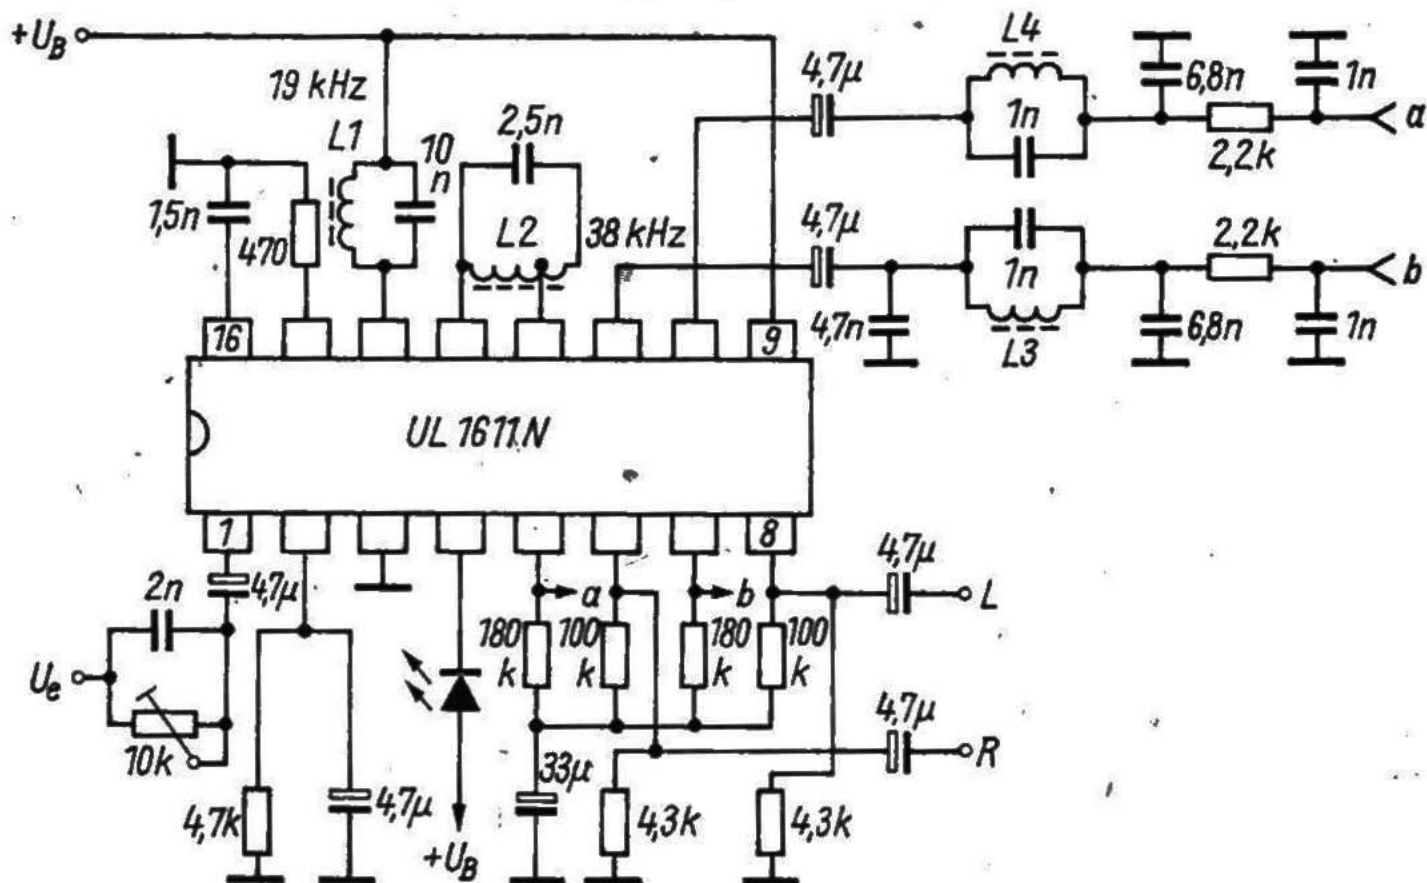 +U_B
19 kHz
L1
10
n
1,5n
470
2,5n
L2
38 kHz
4,7µ
L4
1n
6,8n
2,2k
1n
a
4,7µ
4,7n
1n
L3
2,2k
6,8n
1n
b
16
9
UL 1611N
1
8
2n
4,7µ
U_e
10k
4,7k
4,7µ
+U_B
a
b
180
k
100
k
180
k
100
k
33µ
4,3k
4,3k
4,7µ
L
4,7µ
R